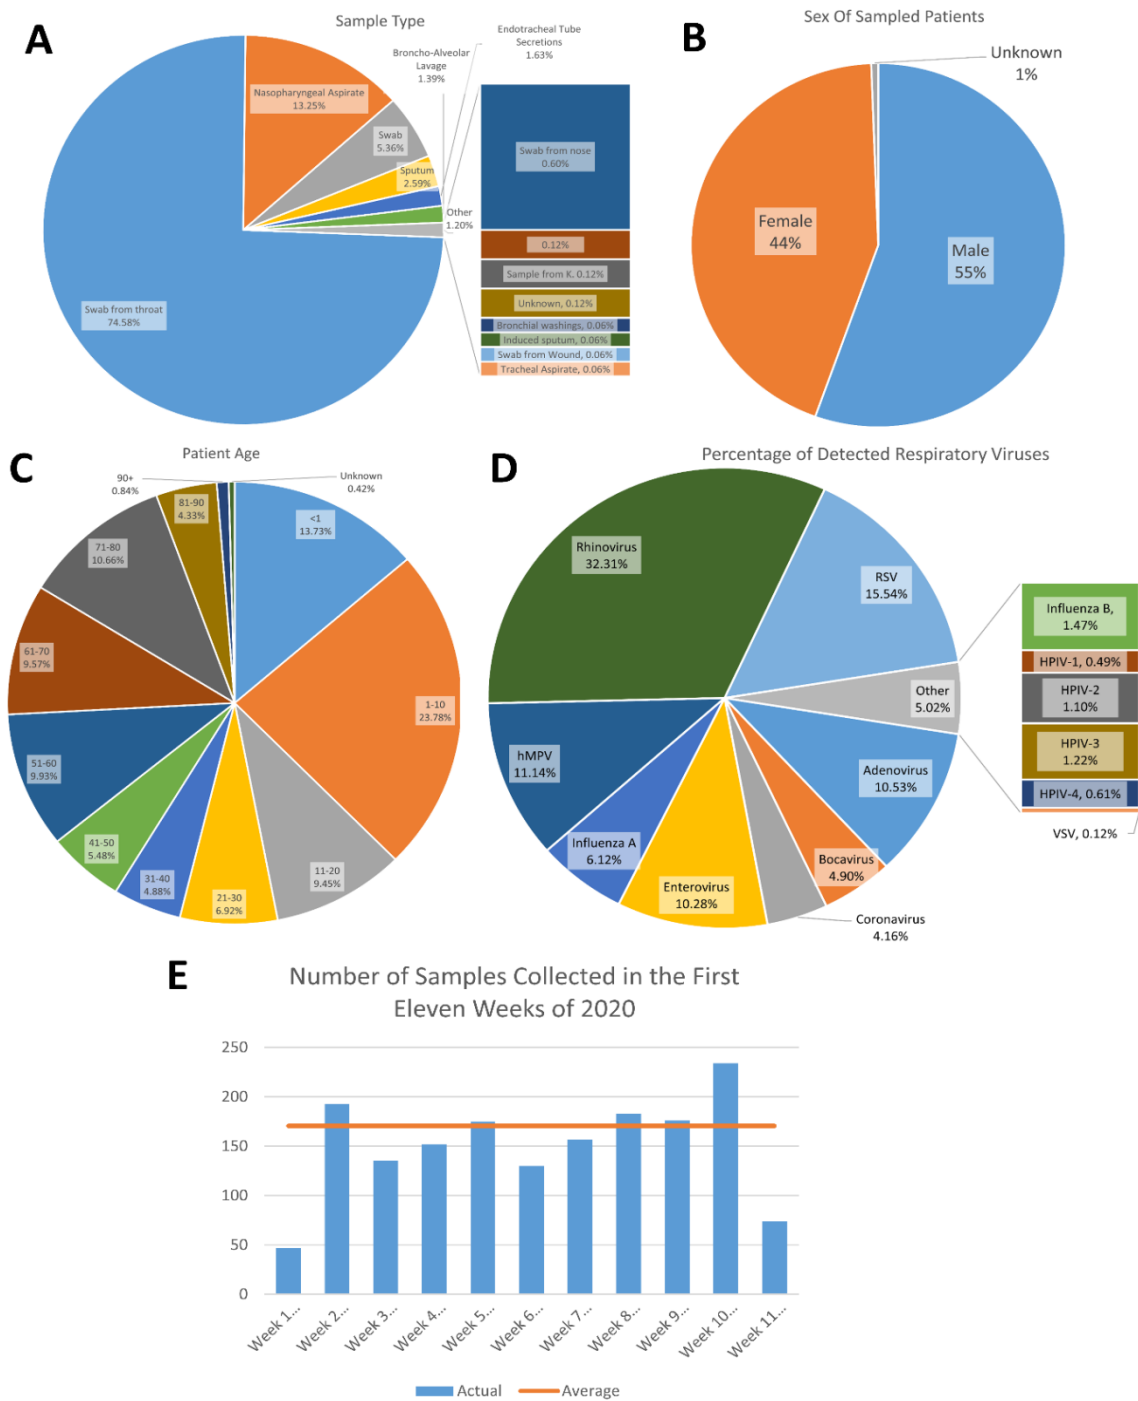 A
Sample Type
Endotracheal Tube
Secretions
1.63%
Broncho-Alveolar
Lavage
1.39%
Nasopharyngeal Aspirate
13.25%
Swab
5.36%
Sputum
2.59%
Other
1.20%
Swab from throat
74.58%
Swab from nose
0.60%
0.12%
Sample from K, 0.12%
Unknown, 0.12%
Bronchial washings, 0.06%
Induced sputum, 0.06%
Swab from Wound, 0.06%
Tracheal Aspirate, 0.06%
B
Sex Of Sampled Patients
Unknown
1%
Female
44%
Male
55%
C
Patient Age
90+
0.84%
Unknown
0.42%
81-90
4.33%
<1
13.73%
71-80
10.66%
61-70
9.57%
1-10
23.78%
51-60
9.93%
41-50
5.48%
31-40
4.88%
21-30
6.92%
11-20
9.45%
D
Percentage of Detected Respiratory Viruses
Rhinovirus
32.31%
RSV
15.54%
Other
5.02%
hMPV
11.14%
Adenovirus
10.53%
Influenza A
6.12%
Enterovirus
10.28%
Bocavirus
4.90%
Coronavirus
4.16%
Influenza B,
1.47%
HPIV-1, 0.49%
HPIV-2
1.10%
HPIV-3
1.22%
HPIV-4, 0.61%
VSV, 0.12%
E
Number of Samples Collected in the First
Eleven Weeks of 2020
250
200
150
100
50
0
Week 1...
Week 2...
Week 3...
Week 4...
Week 5...
Week 6...
Week 7...
Week 8...
Week 9...
Week 10...
Week 11...
Actual
Average